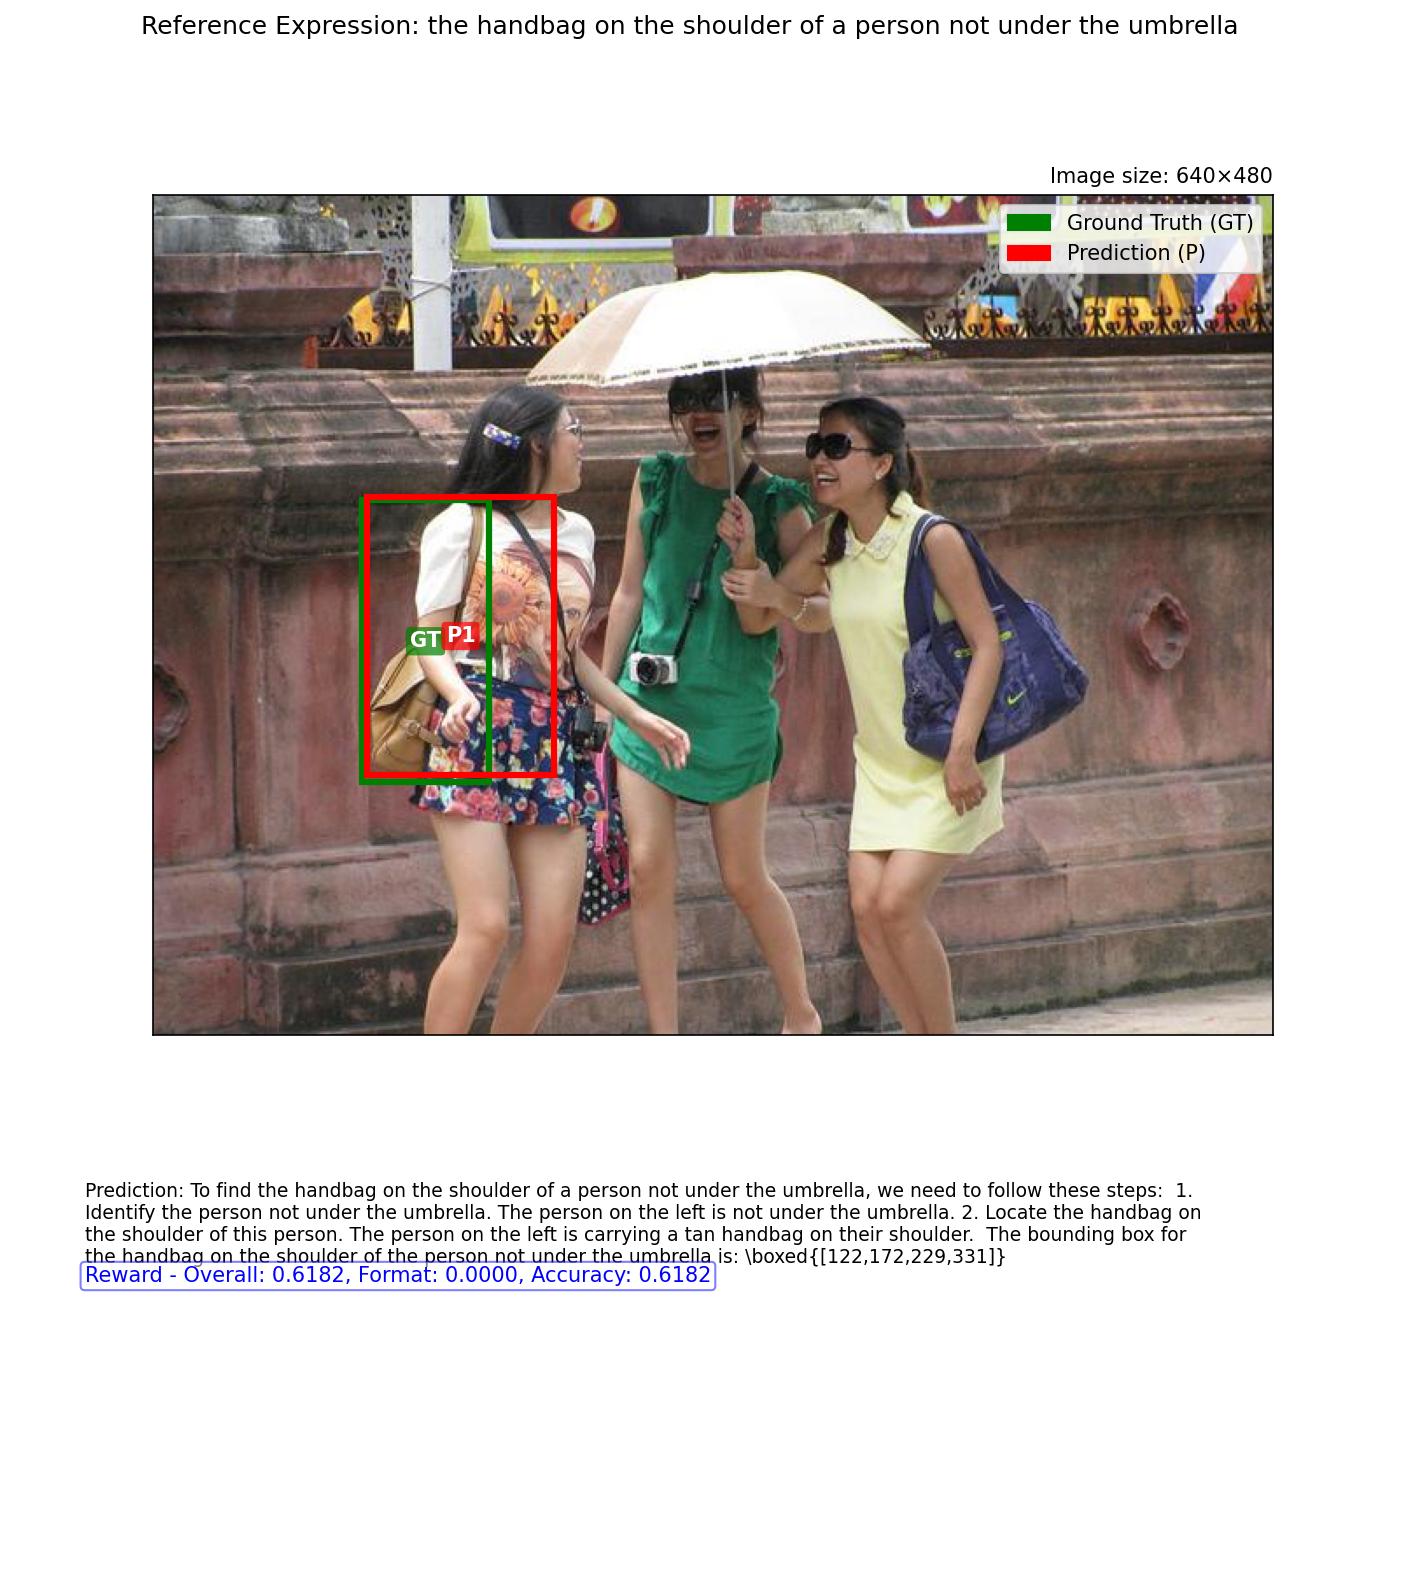 Reference Expression: the handbag on the shoulder of a person not under the umbrella
Image size: 640×480
Ground Truth (GT)
Prediction (P)
GT
P1
Prediction: To find the handbag on the shoulder of a person not under the umbrella, we need to follow these steps:  1.
Identify the person not under the umbrella. The person on the left is not under the umbrella. 2. Locate the handbag on
the shoulder of this person. The person on the left is carrying a tan handbag on their shoulder.  The bounding box for
the handbag on the shoulder of the person not under the umbrella is: \boxed{[122,172,229,331]}
Reward - Overall: 0.6182, Format: 0.0000, Accuracy: 0.6182